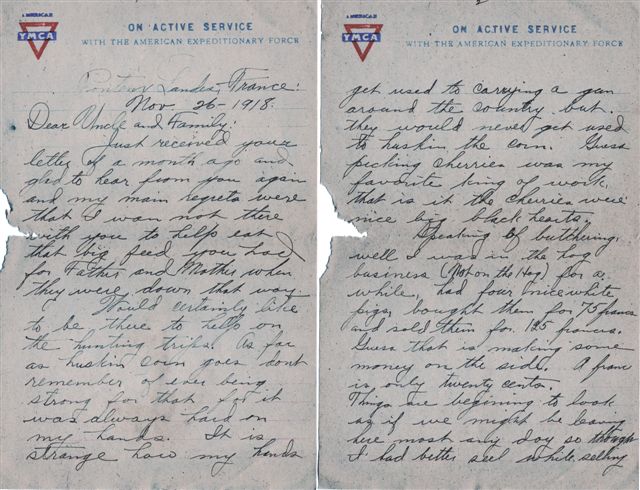 AMERICAN
YMCA
ON ACTIVE SERVICE
WITH THE AMERICAN EXPEDITIONARY FORCE
Pontenx Landes, France.
Nov. 26-1918.
Dear Uncle and Family:
Just received your
letter of a month ago and
glad to hear from you again
and my main regrets were
that I was not there
with you to help eat
that big feed you had
for Father and Mother when
they were down that way.
Would certainly like
to be there to help on
the hunting trips. As far
as huskin corn goes dont
remember of ever being
strong for that for it
was always hard on
my hands. It is
strange how my hands
2
AMERICAN
YMCA
ON ACTIVE SERVICE
WITH THE AMERICAN EXPEDITIONARY FORCE
get used to carrying a gun
around the country but
they would never get used
to huskin the corn. Guess
picking cherries was my
favorite king of work.
that is if the cherries were
nice big black hearts.
Speaking of butthering,
well I was in the hog
business (Not on the Hog) for a
while, had four nice white
pigs, bought them for 75 francs
and sold them for 125 francs.
Guess that is making some
money on the side. A franc
is only twenty cents.
Things are begining to look
as if we might be leaving
here most any day so though
I had better sell while selling